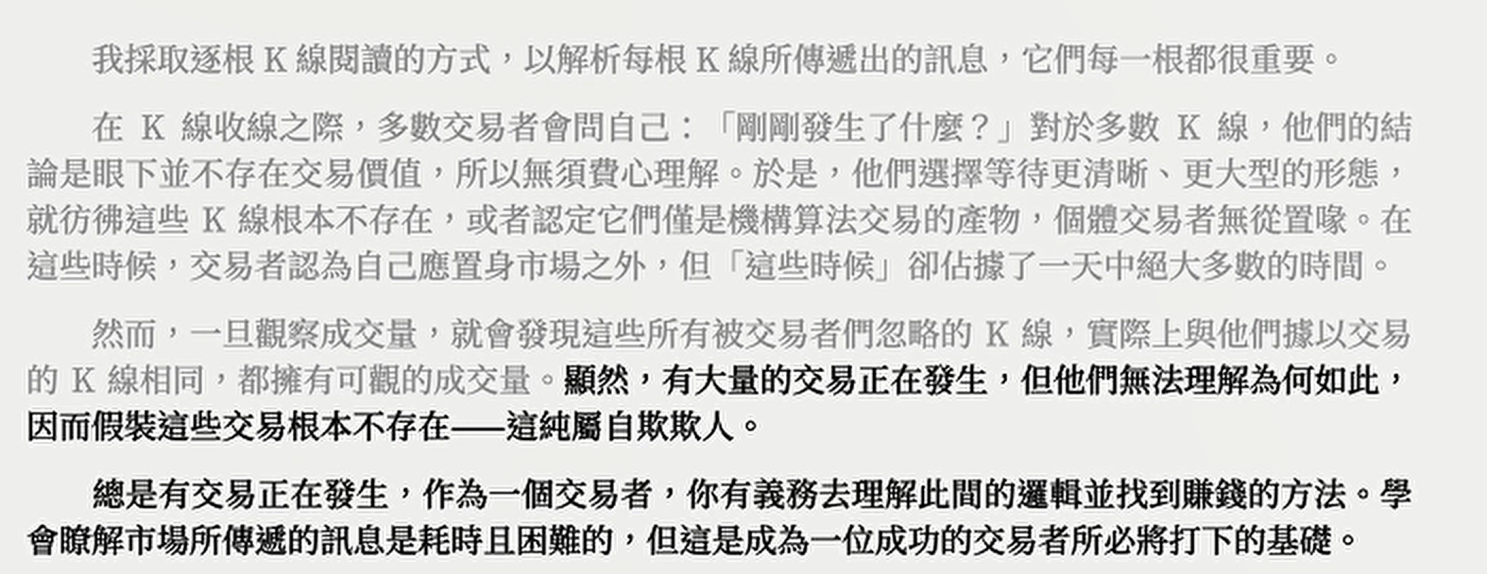 我採取逐根 K 線閱讀的方式，以解析每根 K 線所傳遞出的訊息，它們每一根都很重要。
在 K 線收線之際，多數交易者會問自己：「剛剛發生了什麼？」對於多數 K 線，他們的結
論是眼下並不存在交易價值，所以無須費心理解。於是，他們選擇等待更清晰、更大型的形態，
就彷彿這些 K 線根本不存在，或者認定它們僅是機構算法交易的產物，個體交易者無從置喙。在
這些時候，交易者認為自己應置身市場之外，但「這些時候」卻佔據了一天中絕大多數的時間。
然而，一旦觀察成交量，就會發現這些所有被交易者們忽略的 K 線，實際上與他們據以交易
的 K 線相同，都擁有可觀的成交量。顯然，有大量的交易正在發生，但他們無法理解為何如此，
因而假裝這些交易根本不存在——這純屬自欺欺人。
總是有交易正在發生，作為一個交易者，你有義務去理解此間的邏輯並找到賺錢的方法。學
會瞭解市場所傳遞的訊息是耗時且困難的，但這是成為一位成功的交易者所必將打下的基礎。